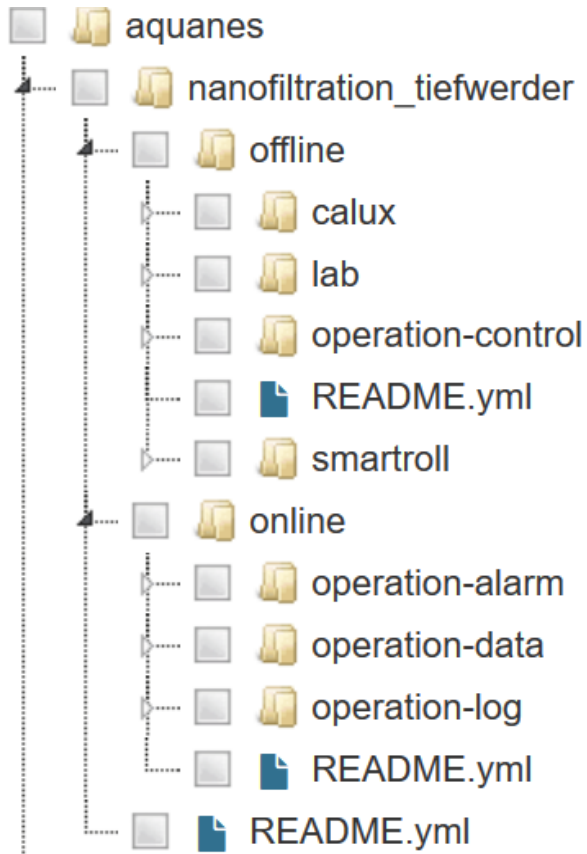 aquanes
nanofiltration_tiefwerder
offline
calux
lab
operation-control
README.yml
smartroll
online
operation-alarm
operation-data
operation-log
README.yml
README.yml